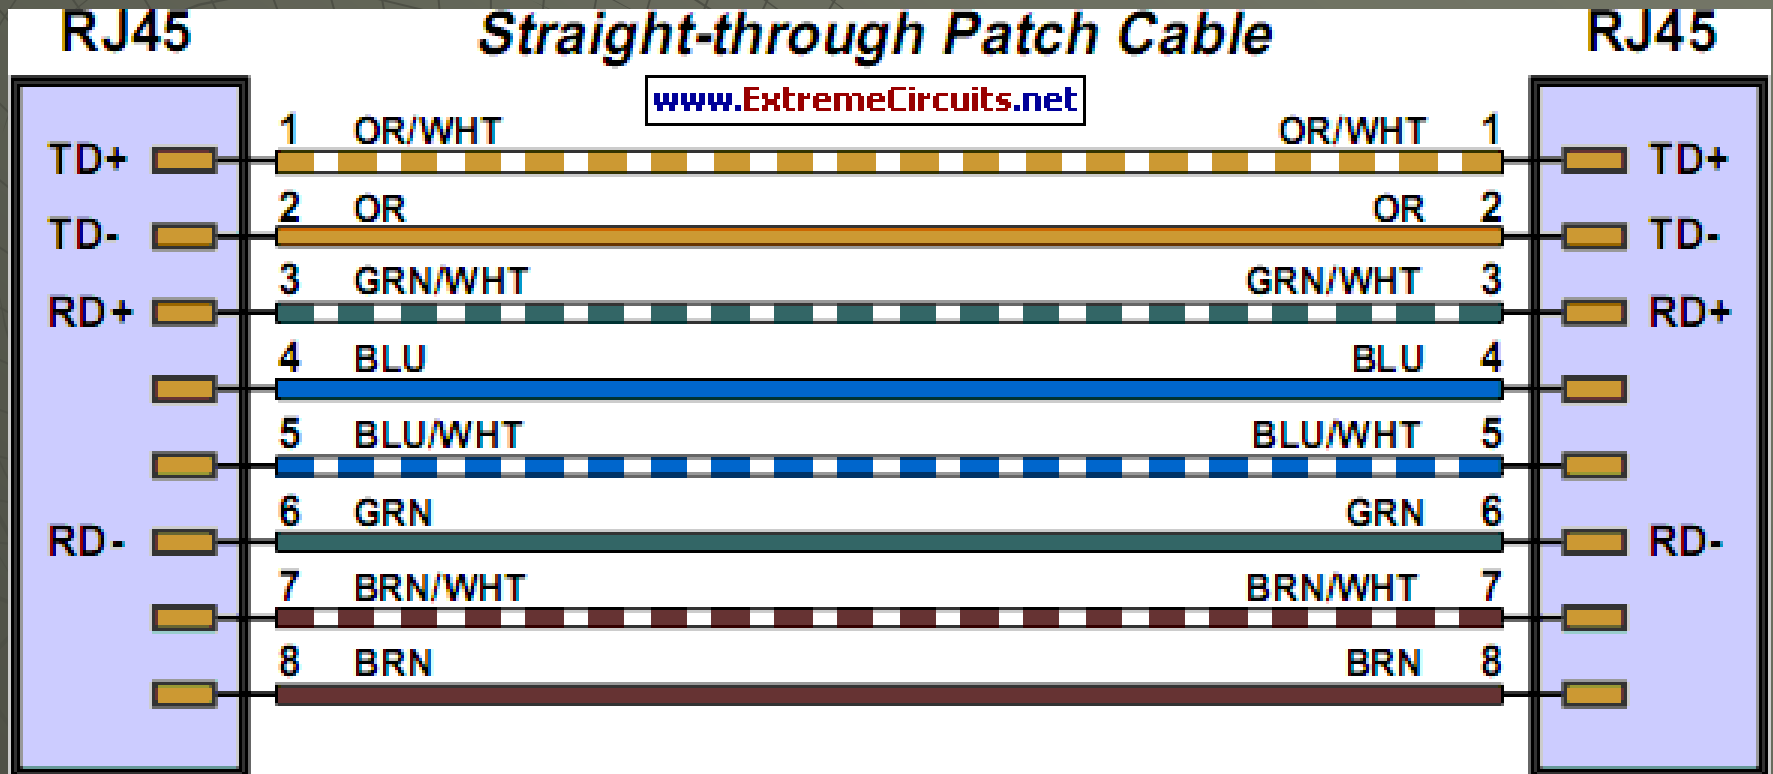 RJ45 Straight-through Patch Cable RJ45
www.ExtremeCircuits.net
1 OR/WHT OR/WHT 1
TD+ TD+
2 OR OR 2
TD- TD-
3 GRN/WHT GRN/WHT 3
RD+ RD+
4 BLU BLU 4
5 BLU/WHT BLU/WHT 5
6 GRN GRN 6
RD- RD-
7 BRN/WHT BRN/WHT 7
8 BRN BRN 8